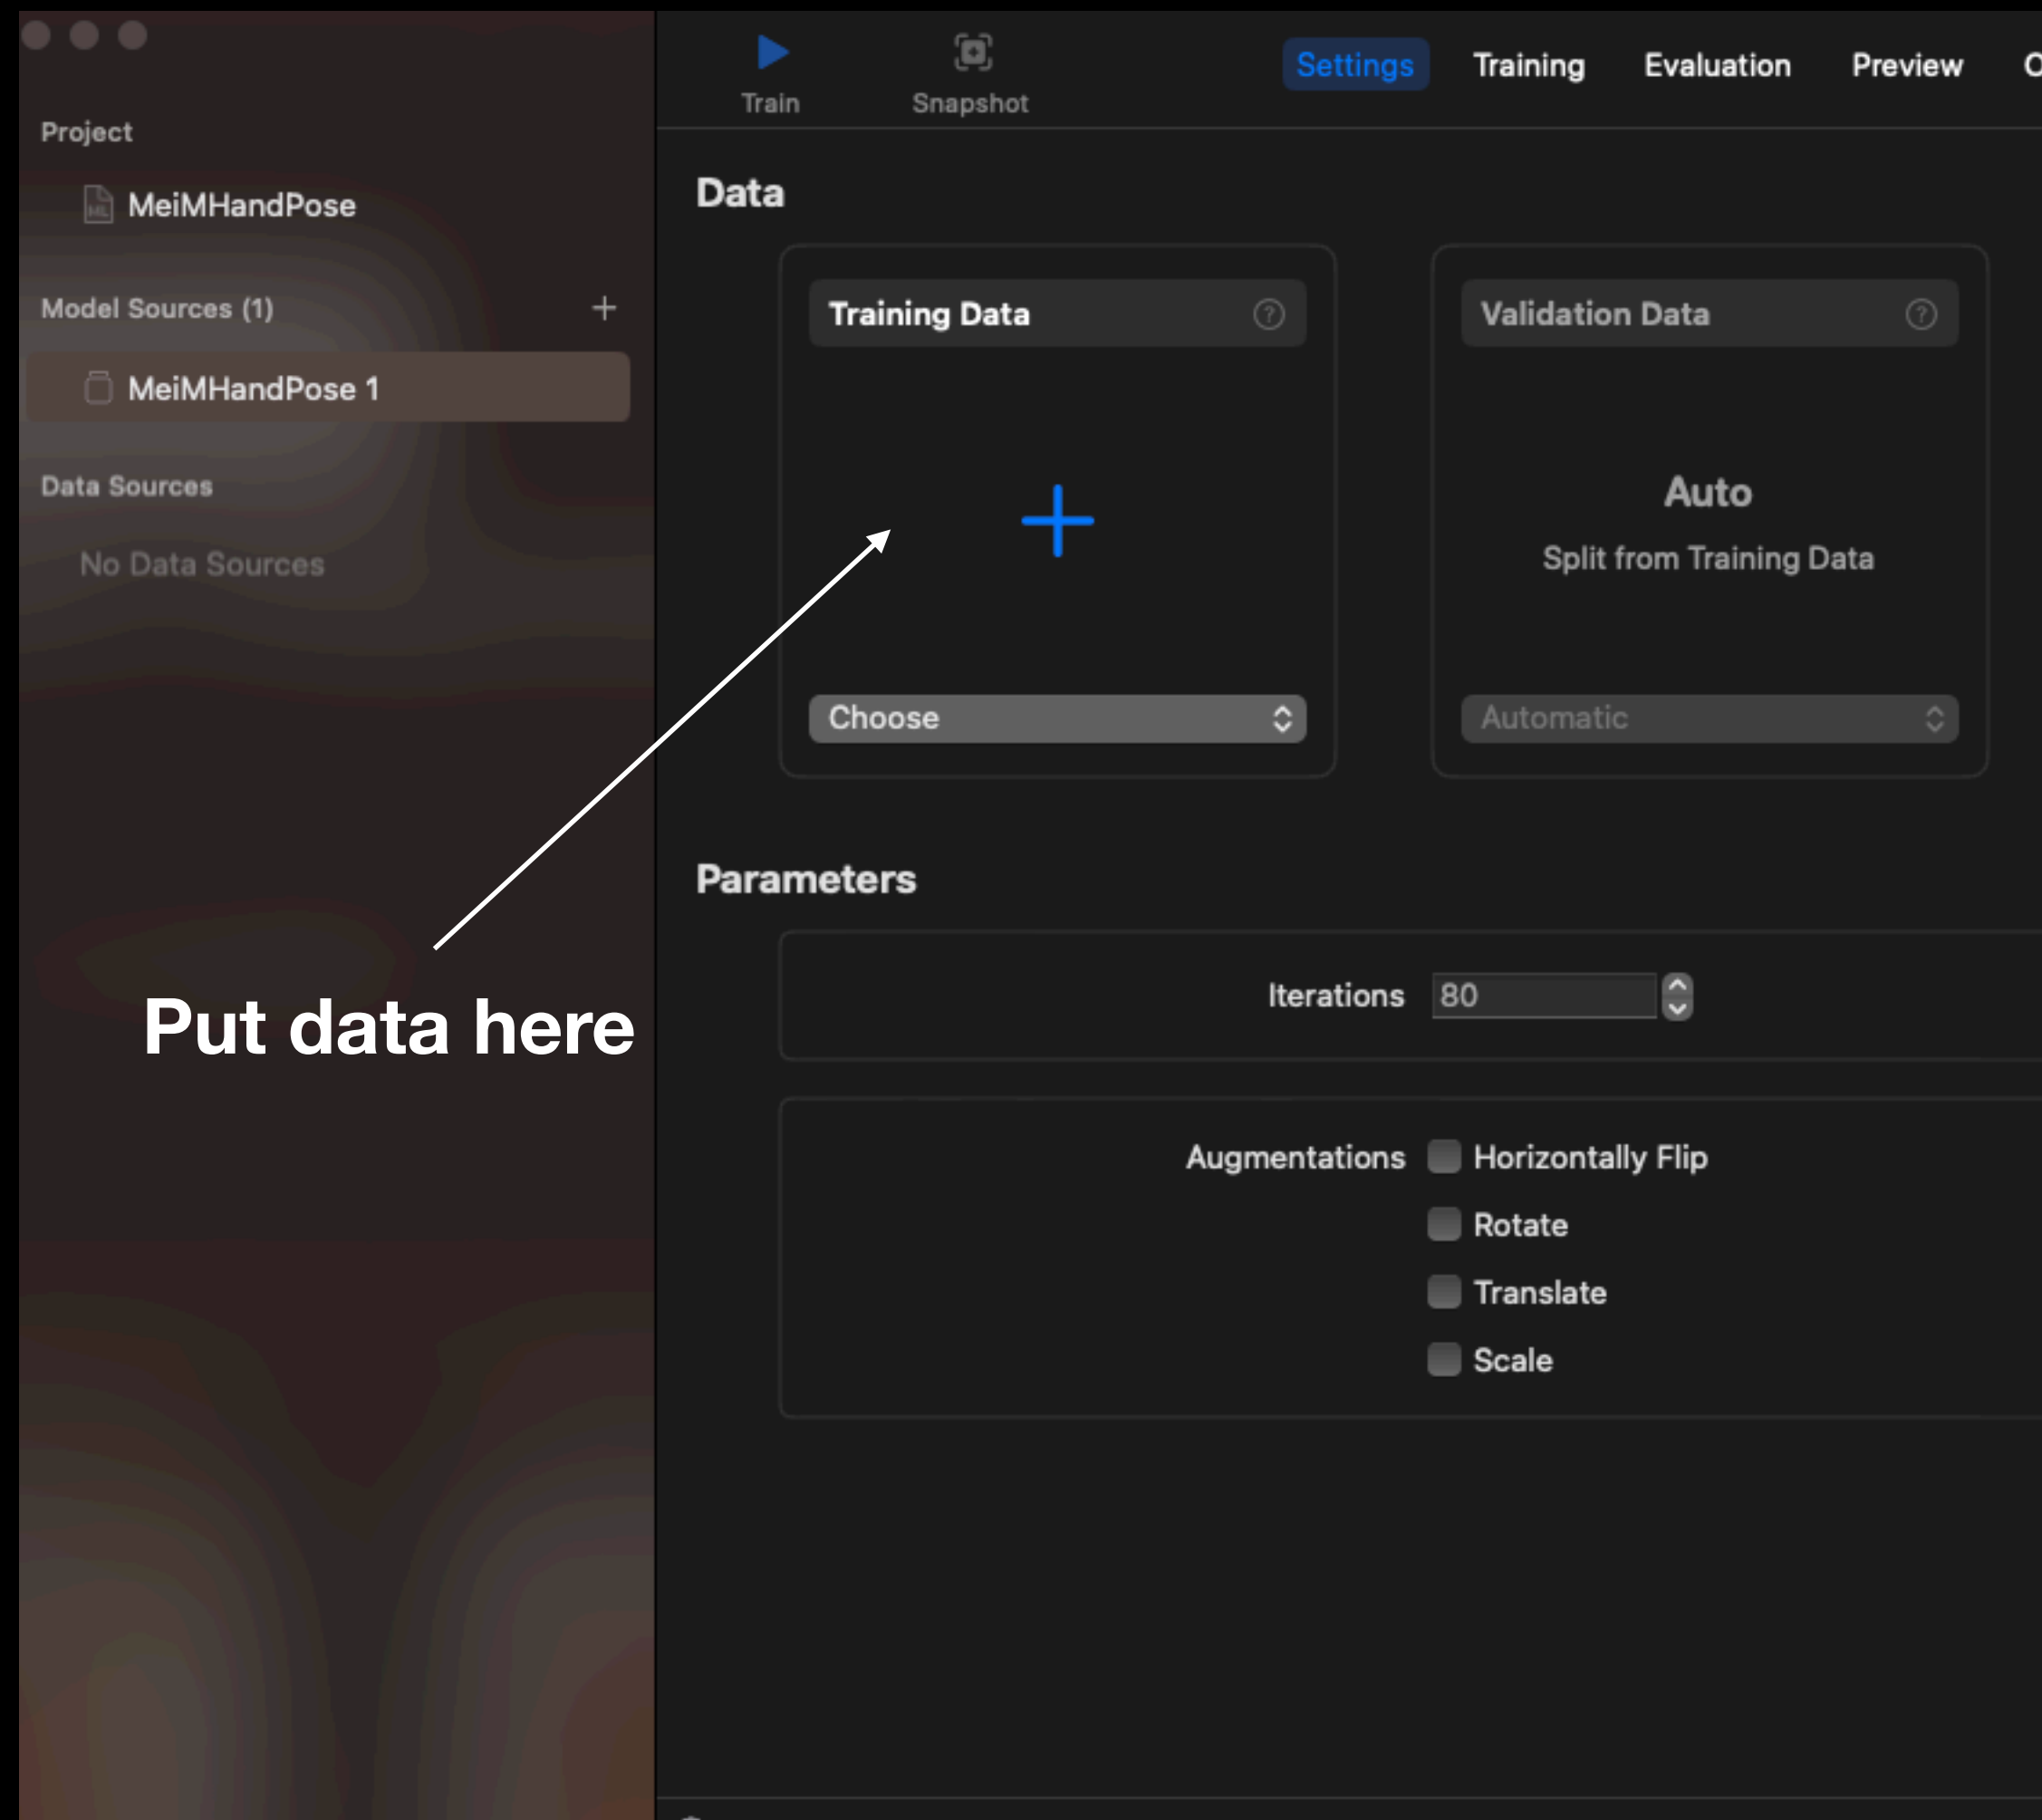 Train
Snapshot
Settings
Training
Evaluation
Preview
Project
MeiMHandPose
Model Sources (1)
MeiMHandPose 1
Data Sources
No Data Sources
Data
Training Data
Choose
Validation Data
Auto
Split from Training Data
Automatic
Put data here
Parameters
Iterations 80
Augmentations Horizontally Flip
Rotate
Translate
Scale